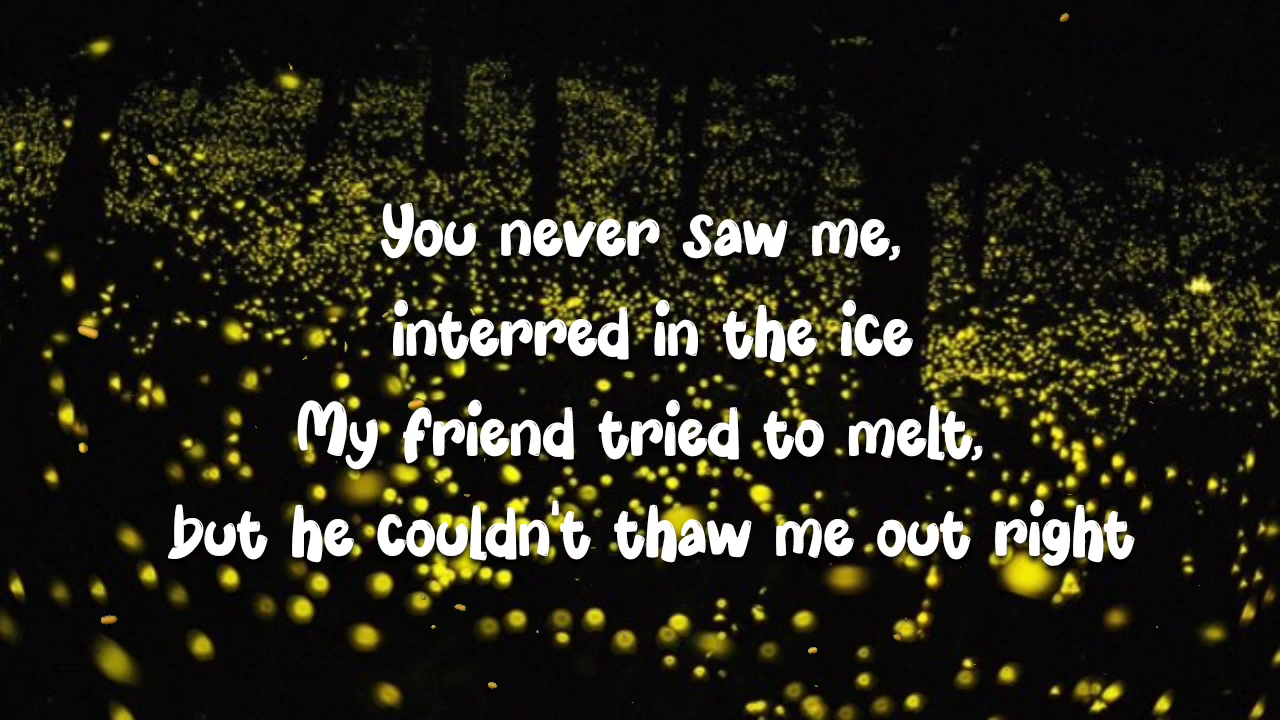 You never saw me,
interred in the ice
My friend tried to melt,
but he couldn't thaw me out right